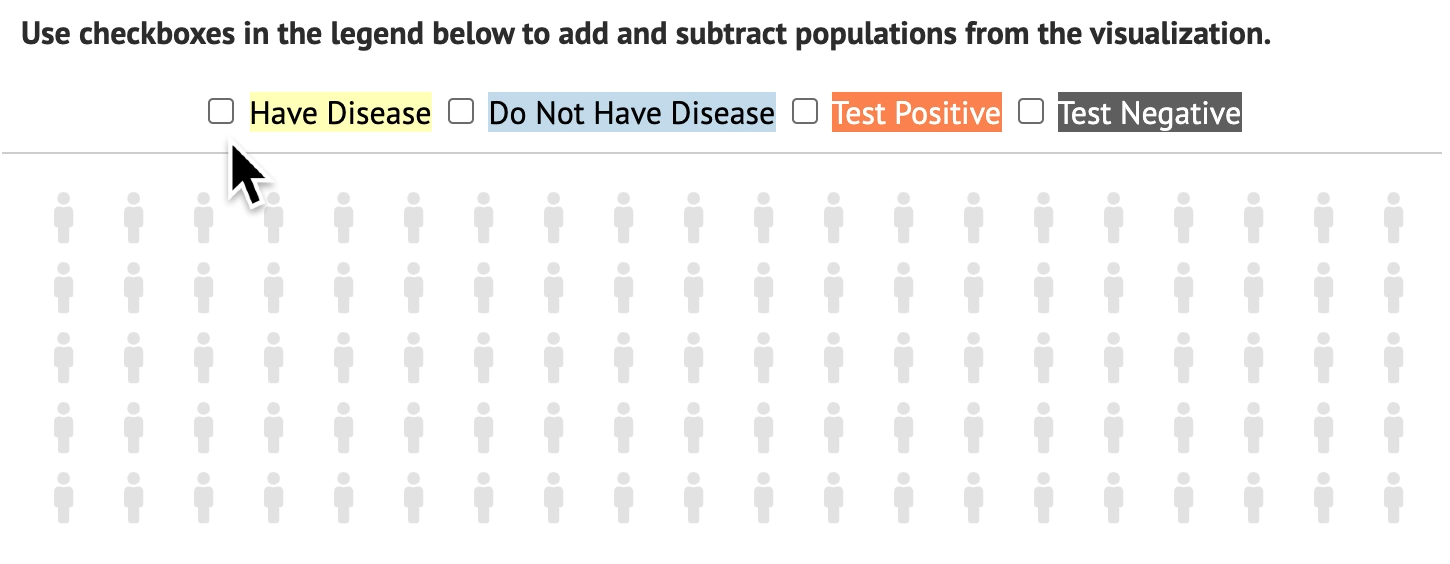 Use checkboxes in the legend below to add and subtract populations from the visualization.
Have Disease Do Not Have Disease Test Positive Test Negative